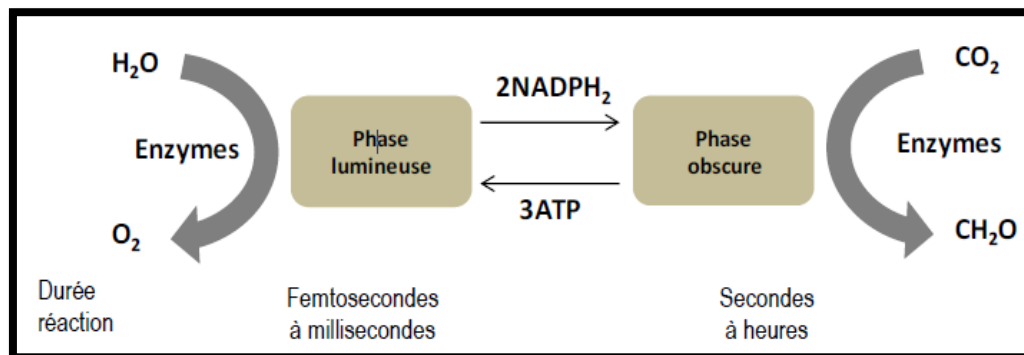 H₂O
Enzymes
O₂
Phase
lumineuse
2NADPH₂
3ATP
Phase
obscure
CO₂
Enzymes
CH₂O
Durée
réaction
Femtosecondes
à millisecondes
Secondes
à heures